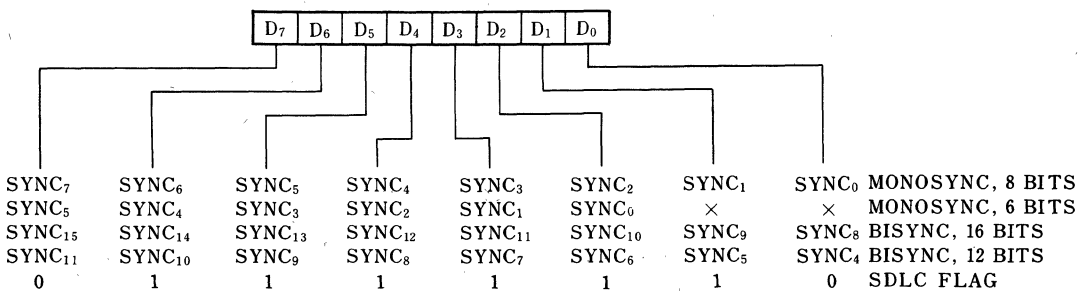 D₇ D₆ D₅ D₄ D₃ D₂ D₁ D₀
SYNC₇ SYNC₆ SYNC₅ SYNC₄ SYNC₃ SYNC₂ SYNC₁ SYNC₀ MONOSYNC, 8 BITS
SYNC₅ SYNC₄ SYNC₃ SYNC₂ SYNC₁ SYNC₀ × × MONOSYNC, 6 BITS
SYNC₁₅ SYNC₁₄ SYNC₁₃ SYNC₁₂ SYNC₁₁ SYNC₁₀ SYNC₉ SYNC₈ BISYNC, 16 BITS
SYNC₁₁ SYNC₁₀ SYNC₉ SYNC₈ SYNC₇ SYNC₆ SYNC₅ SYNC₄ BISYNC, 12 BITS
0 1 1 1 1 1 1 0 SDLC FLAG